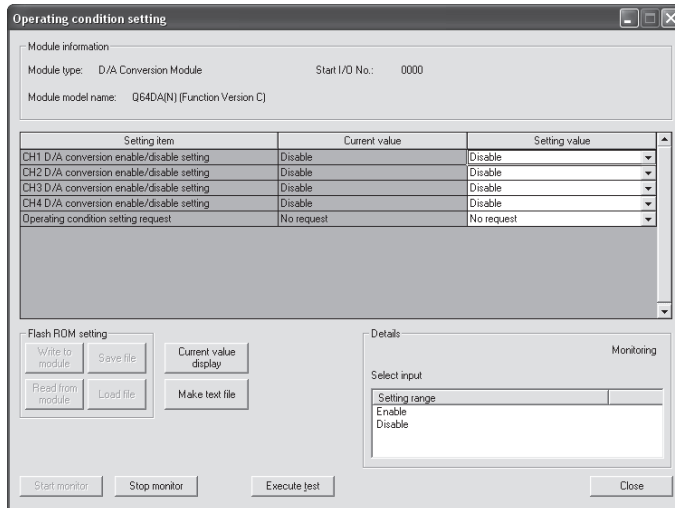 Operating condition setting
Module information
Module type: D/A Conversion Module Start I/O No.: 0000
Module model name: Q64DA(N) (Function Version C)
Setting item Current value Setting value
CH1 D/A conversion enable/disable setting Disable Disable
CH2 D/A conversion enable/disable setting Disable Disable
CH3 D/A conversion enable/disable setting Disable Disable
CH4 D/A conversion enable/disable setting Disable Disable
Operating condition setting request No request No request
Flash ROM setting
Write to module
Save file
Current value display
Read from module
Load file
Make text file
Details
Monitoring
Select input
Setting range
Enable
Disable
Start monitor Stop monitor Execute test Close